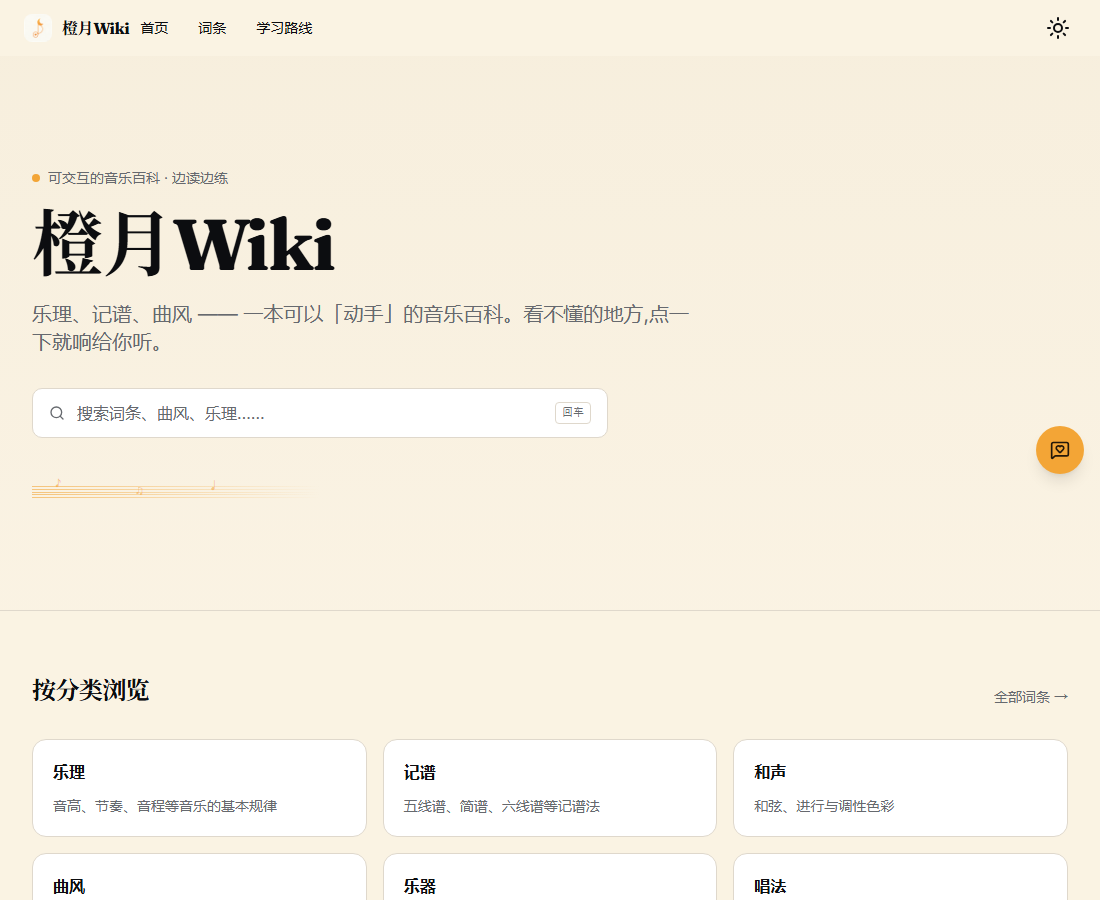 橙月Wiki 首页 词条 学习路线
可交互的音乐百科 · 边读边练
橙月Wiki
乐理、记谱、曲风 —— 一本可以「动手」的音乐百科。看不懂的地方,点一
下就响给你听。
搜索词条、曲风、乐理…… 回车
按分类浏览
全部词条 →
乐理
音高、节奏、音程等音乐的基本规律
记谱
五线谱、简谱、六线谱等记谱法
和声
和弦、进行与调性色彩
曲风
乐器
唱法